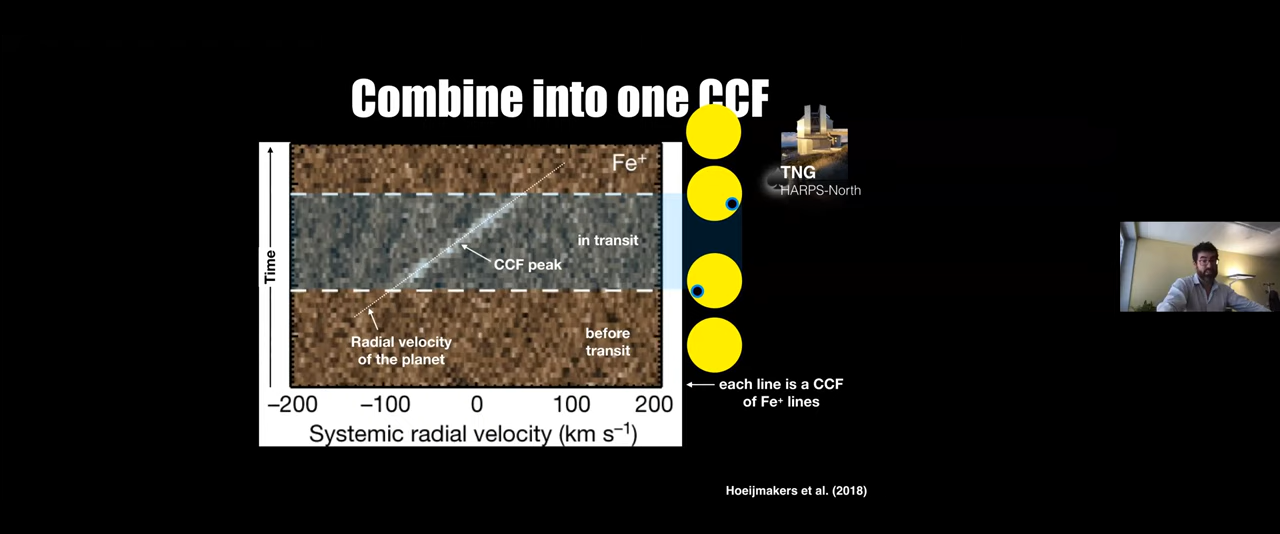 Combine into one CCF
Fe⁺
TNG
HARPS-North
in transit
CCF peak
Time
Radial velocity
of the planet
before
transit
each line is a CCF
of Fe⁺ lines
–200 –100 0 100 200
Systemic radial velocity (km s⁻¹)
Hoeijmakers et al. (2018)